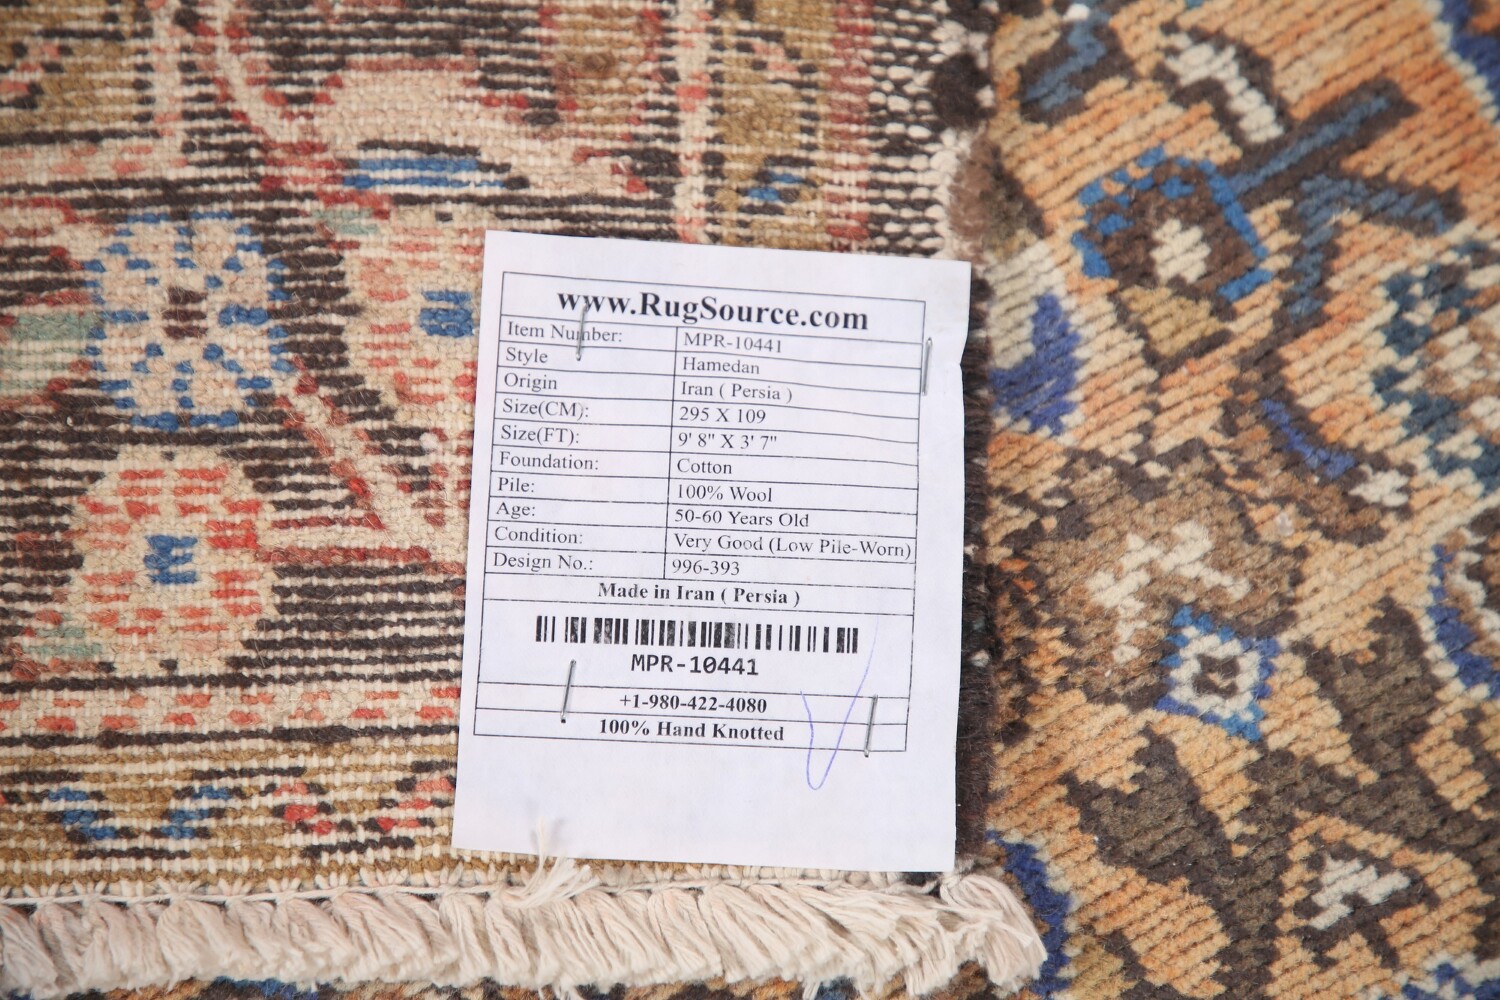 www.RugSource.com
Item Number: MPR-10441
Style Hamedan
Origin Iran ( Persia )
Size(CM): 295 X 109
Size(FT): 9' 8" X 3' 7"
Foundation: Cotton
Pile: 100% Wool
Age: 50-60 Years Old
Condition: Very Good (Low Pile-Worn)
Design No.: 996-393
Made in Iran ( Persia )
MPR-10441
+1-980-422-4080
100% Hand Knotted